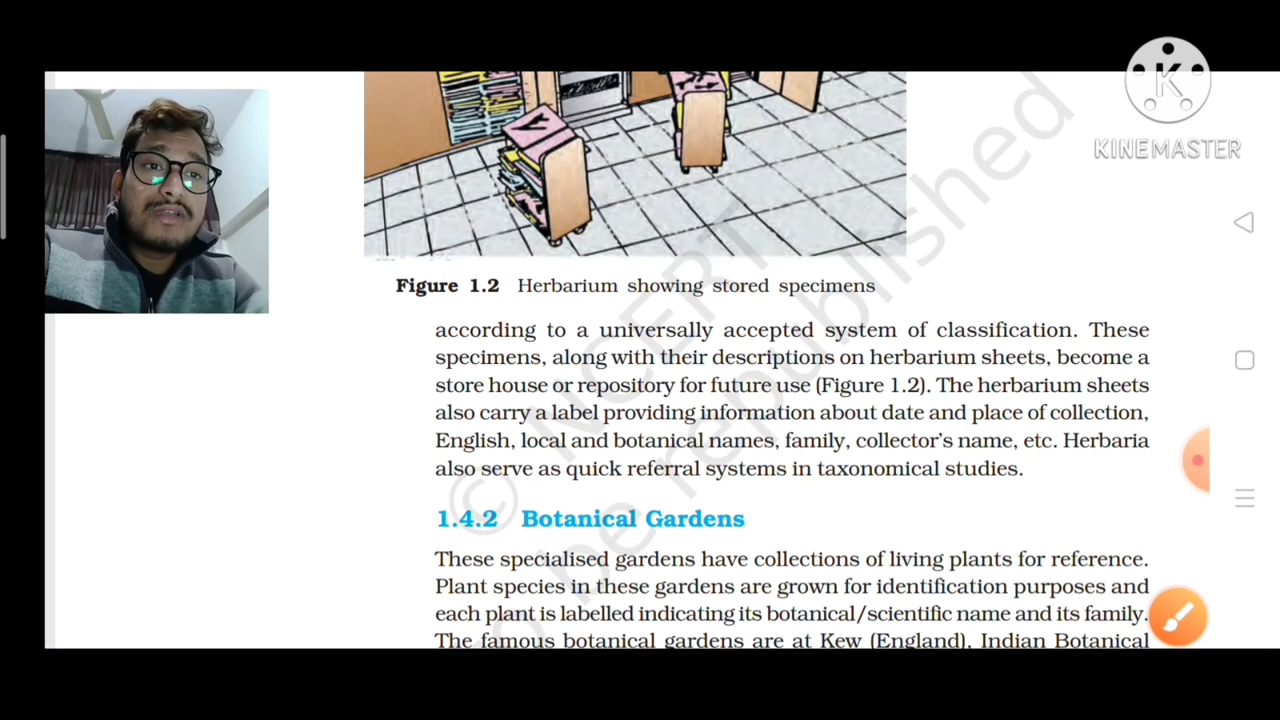 K
KINEMASTER
Figure 1.2 Herbarium showing stored specimens
according to a universally accepted system of classification. These
specimens, along with their descriptions on herbarium sheets, become a
store house or repository for future use (Figure 1.2). The herbarium sheets
also carry a label providing information about date and place of collection,
English, local and botanical names, family, collector's name, etc. Herbaria
also serve as quick referral systems in taxonomical studies.
1.4.2 Botanical Gardens
These specialised gardens have collections of living plants for reference.
Plant species in these gardens are grown for identification purposes and
each plant is labelled indicating its botanical/scientific name and its family.
The famous botanical gardens are at Kew (England), Indian Botanical
© NCERT
be republished